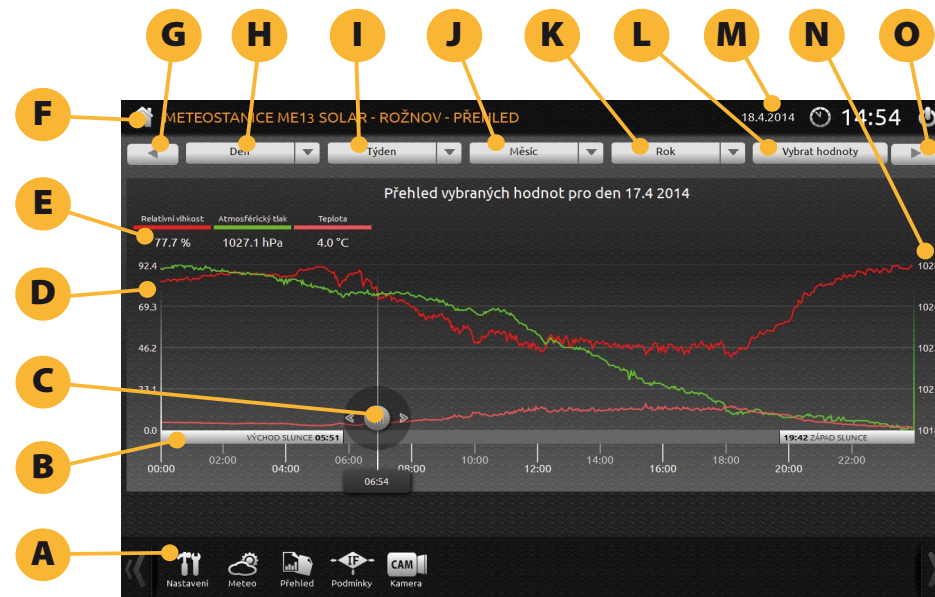 G H I J K L M N O
F
METEOSTANICE ME13 SOLAR - ROŽNOV - PŘEHLED 18.4.2014 14:54
Den Týden Měsíc Rok Vybrat hodnoty
Přehled vybraných hodnot pro den 17.4 2014
E
Relativní vlhkost Atmosférický tlak Teplota
77.7 % 1027.1 hPa 4.0 °C
D
92.4
69.3
46.2
23.1
C
0.0
B
VÝCHOD SLUNCE 05:51 19:42 ZÁPAD SLUNCE
00:00 02:00 04:00 06:00 08:00 10:00 12:00 14:00 16:00 18:00 20:00 22:00
06:54
A
IF CAM
Nastavení Meteo Přehled Podmínky Kamera